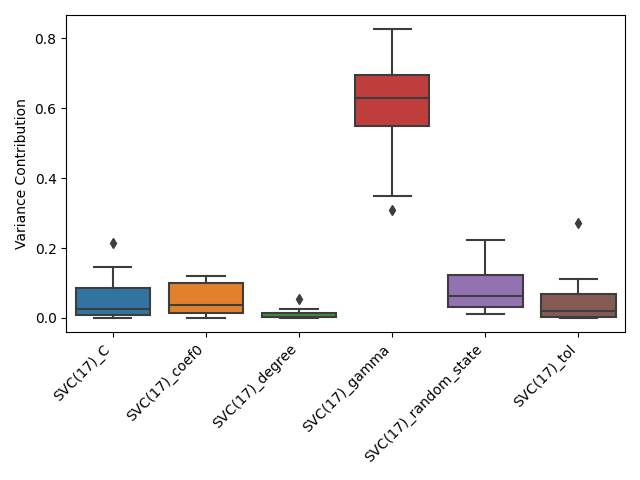 Variance Contribution
0.8
0.6
0.4
0.2
0.0
SVC(17)_C
SVC(17)_coef0
SVC(17)_degree
SVC(17)_gamma
SVC(17)_random_state
SVC(17)_tol